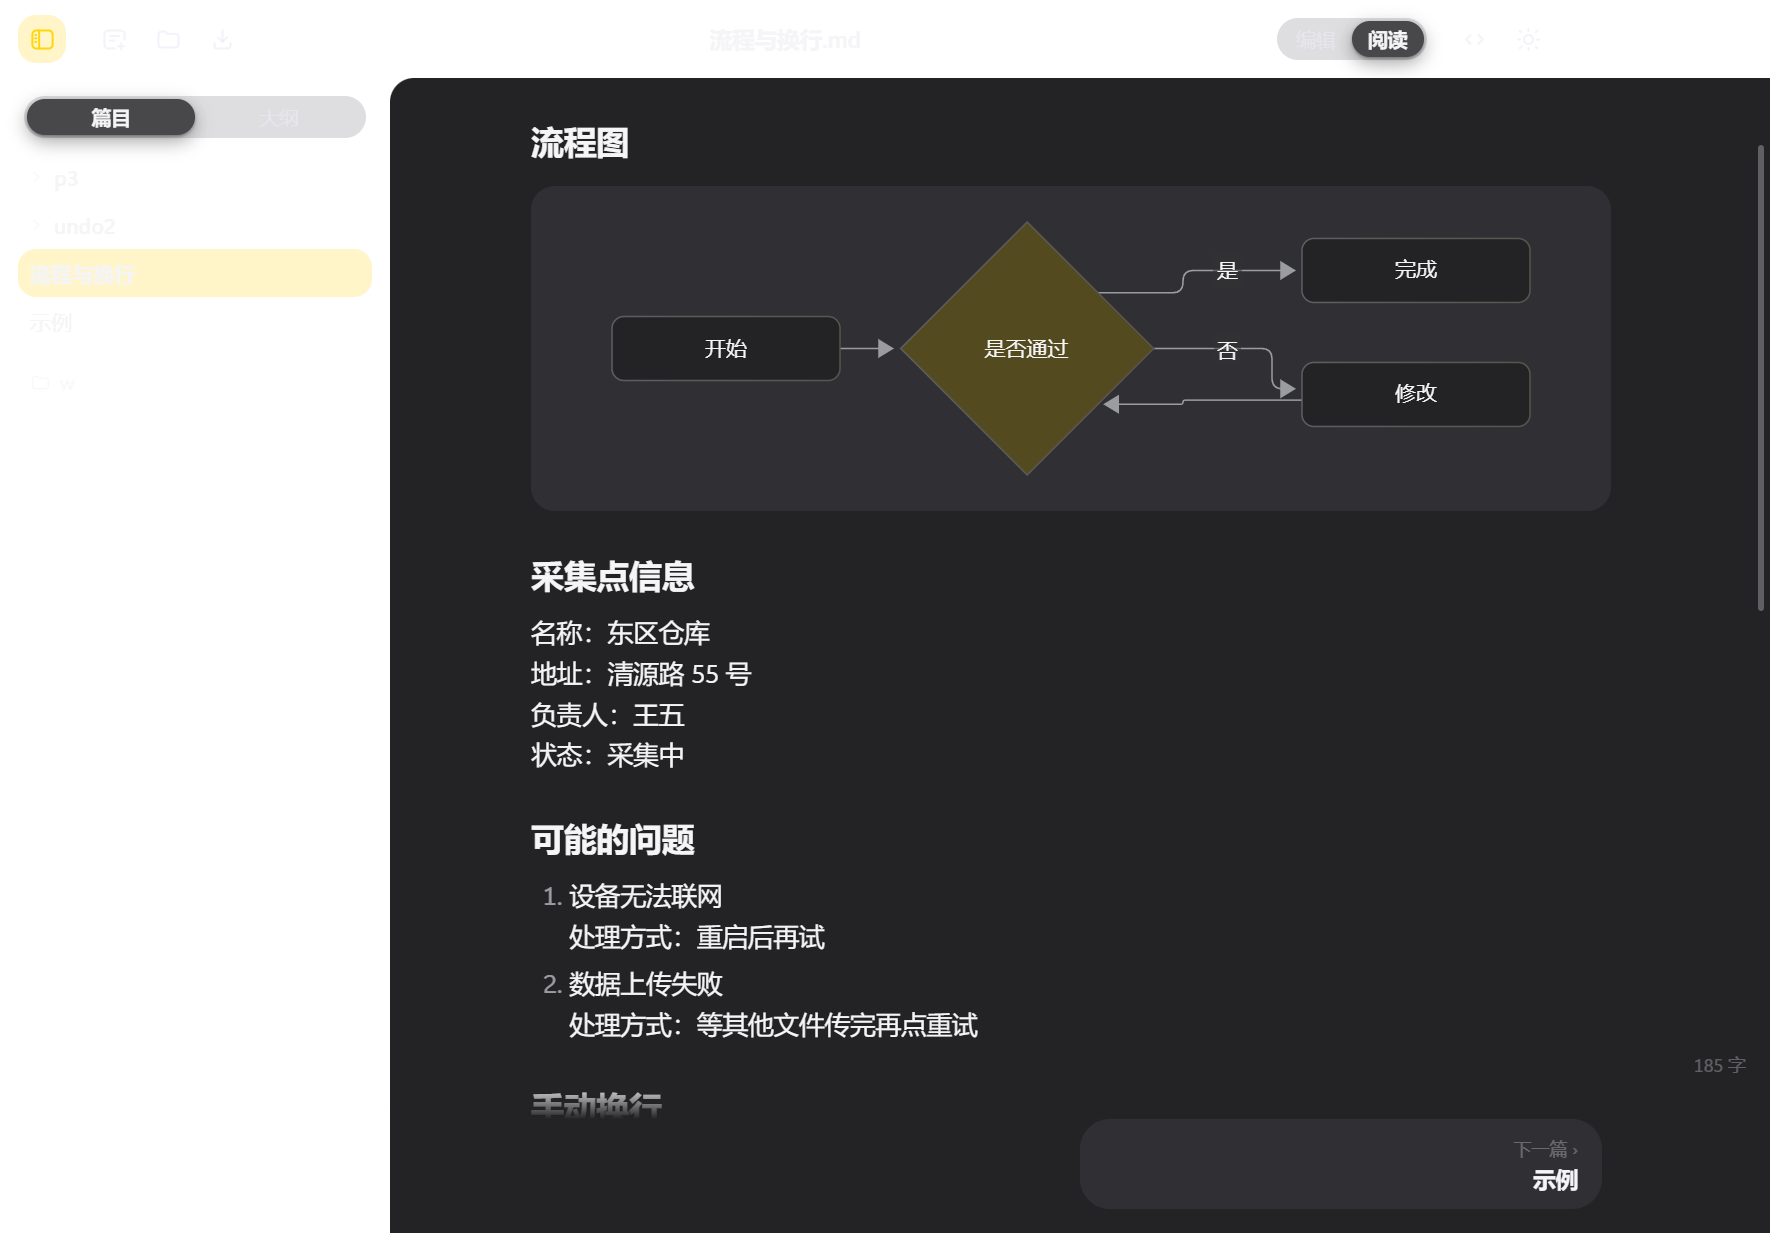 流程与换行.md
编辑
阅读
篇目
大纲
p3
undo2
流程与换行
示例
w
流程图
开始
是否通过
是
完成
否
修改
采集点信息
名称：东区仓库
地址：清源路 55 号
负责人：王五
状态：采集中
可能的问题
1. 设备无法联网
处理方式：重启后再试
2. 数据上传失败
处理方式：等其他文件传完再点重试
185 字
手动换行
下一篇 ›
示例